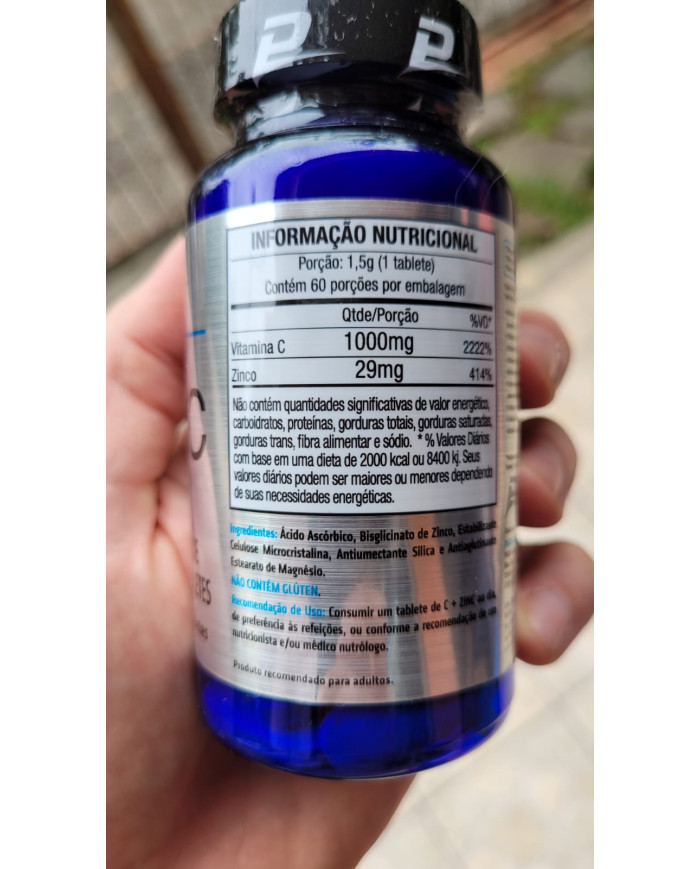 INFORMAÇÃO NUTRICIONAL
Porção: 1,5g (1 tablete)
Contém 60 porções por embalagem
Qtde/Porção %VD*
Vitamina C 1000mg 2222%
Zinco 29mg 414%
Não contém quantidades significativas de valor energético,
carboidratos, proteínas, gorduras totais, gorduras saturadas,
gorduras trans, fibra alimentar e sódio. *% Valores Diários
com base em uma dieta de 2000 kcal ou 8400 kj. Seus
valores diários podem ser maiores ou menores dependendo
de suas necessidades energéticas.
Ingredientes: Ácido Ascórbico, Bisglicinato de Zinco, Estabilizante
Celulose Microcristalina, Antiumectante Sílica e Antiaglutinante
Estearato de Magnésio.
NÃO CONTÉM GLÚTEN.
Recomendação de Uso: Consumir um tablete de C + ZINC ao dia,
de preferência às refeições, ou conforme a recomendação de um
nutricionista e/ou médico nutrólogo.
Produto recomendado para adultos.
C